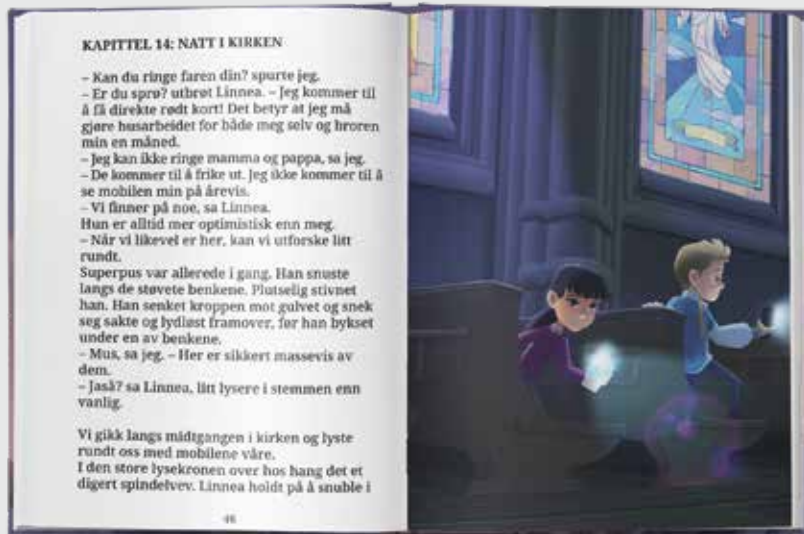 KAPITTEL 14: NATT I KIRKEN
– Kan du ringe faren din? spurte jeg.
– Er du sprø? utbrøt Linnea. – Jeg kommer til
å få direkte rødt kort! Det betyr at jeg må
gjøre husarbeidet for både meg selv og broren
min en måned.
– Jeg kan ikke ringe mamma og pappa, sa jeg.
– De kommer til å frike ut. Jeg ikke kommer til å
se mobilen min på årevis.
– Vi finner på noe, sa Linnea.
Hun er alltid mer optimistisk enn meg.
– Når vi likevel er her, kan vi utforske litt
rundt.
Superpus var allerede i gang. Han snuste
langs de støvete benkene. Plutselig stivnet
han. Han senket kroppen mot gulvet og snek
seg sakte og lydløst framover, før han bykset
under en av benkene.
– Mus, sa jeg. – Her er sikkert massevis av
dem.
– Jaså? sa Linnea, litt lysere i stemmen enn
vanlig.
Vi gikk langs midtgangen i kirken og lyste
rundt oss med mobilene våre.
I den store lysekronen over hos hang det et
digert spindelvev. Linnea holdt på å snuble i
46